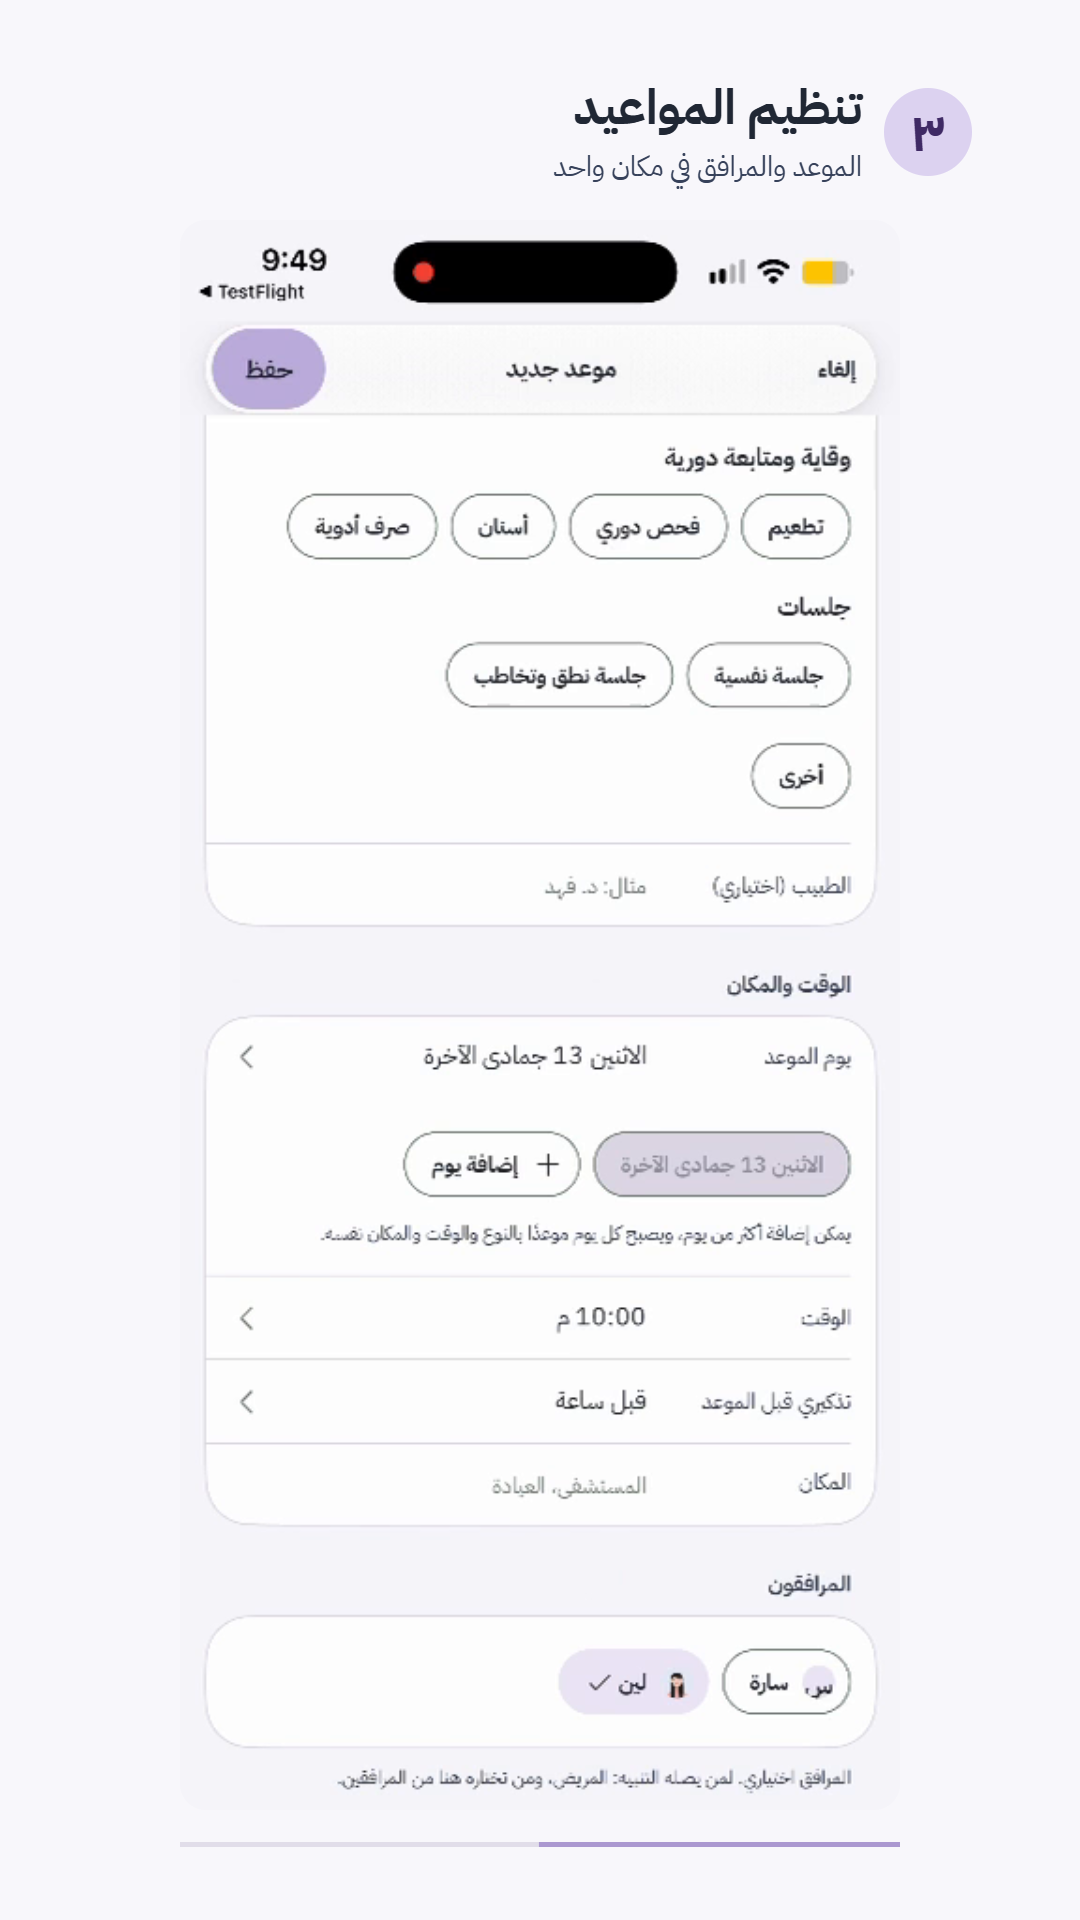 ٣
تنظيم المواعيد
الموعد والمرافق في مكان واحد
9:49
◀ TestFlight
إلغاء موعد جديد حفظ
وقاية ومتابعة دورية
تطعيم فحص دوري أسنان صرف أدوية
جلسات
جلسة نفسية جلسة نطق وتخاطب
أخرى
الطبيب (اختياري) مثال: د. فهد
الوقت والمكان
يوم الموعد الاثنين 13 جمادى الآخرة
الاثنين 13 جمادى الآخرة + إضافة يوم
يمكن إضافة أكثر من يوم، ويصبح كل يوم موعدًا بالنوع والوقت والمكان نفسه.
الوقت 10:00 م
تذكيري قبل الموعد قبل ساعة
المكان المستشفى، العيادة
المرافقون
س سارة لين ✓
المرافق اختياري. لمن يصله التنبيه: المريض، ومن تختاره هنا من المرافقين.